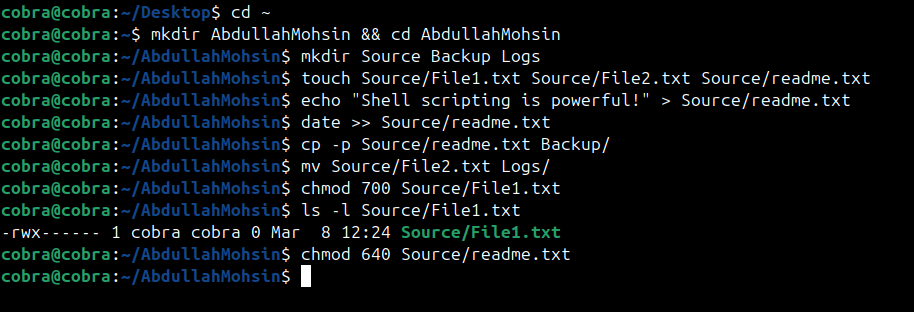 cobra@cobra:~/Desktop$ cd ~
cobra@cobra:~$ mkdir AbdullahMohsin && cd AbdullahMohsin
cobra@cobra:~/AbdullahMohsin$ mkdir Source Backup Logs
cobra@cobra:~/AbdullahMohsin$ touch Source/File1.txt Source/File2.txt Source/readme.txt
cobra@cobra:~/AbdullahMohsin$ echo "Shell scripting is powerful!" > Source/readme.txt
cobra@cobra:~/AbdullahMohsin$ date >> Source/readme.txt
cobra@cobra:~/AbdullahMohsin$ cp -p Source/readme.txt Backup/
cobra@cobra:~/AbdullahMohsin$ mv Source/File2.txt Logs/
cobra@cobra:~/AbdullahMohsin$ chmod 700 Source/File1.txt
cobra@cobra:~/AbdullahMohsin$ ls -l Source/File1.txt
-rwx------ 1 cobra cobra 0 Mar  8 12:24 Source/File1.txt
cobra@cobra:~/AbdullahMohsin$ chmod 640 Source/readme.txt
cobra@cobra:~/AbdullahMohsin$